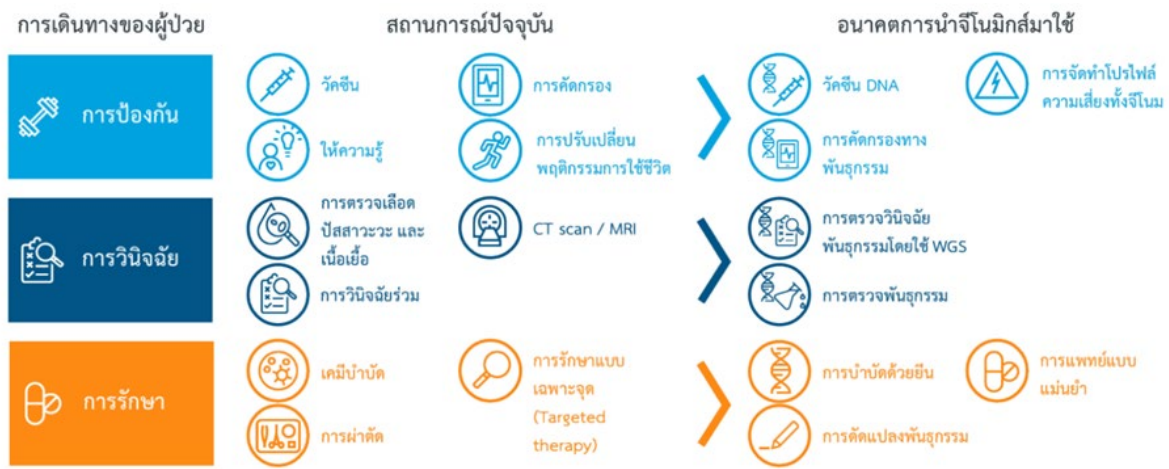 การเดินทางของผู้ป่วย
สถานการณ์ปัจจุบัน
อนาคตการนำจีโนมิกส์มาใช้
การป้องกัน
วัคซีน
การคัดกรอง
ให้ความรู้
การปรับเปลี่ยน
พฤติกรรมการใช้ชีวิต
วัคซีน DNA
การจัดทำโปรไฟล์
ความเสี่ยงทั้งจีโนม
การคัดกรองทาง
พันธุกรรม
การวินิจฉัย
การตรวจเลือด
ปัสสาวะวะ และ
เนื้อเยื้อ
CT scan / MRI
การวินิจฉัยร่วม
การตรวจวินิจฉัย
พันธุกรรมโดยใช้ WGS
การตรวจพันธุกรรม
การรักษา
เคมีบำบัด
การรักษาแบบ
เฉพาะจุด
(Targeted
therapy)
การผ่าตัด
การบำบัดด้วยยีน
การแพทย์แบบ
แม่นยำ
การดัดแปลงพันธุกรรม